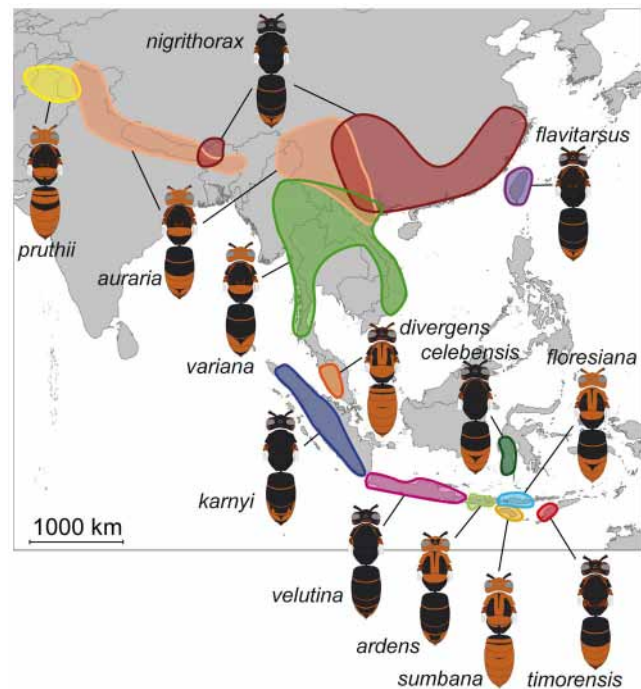 nigrithorax
flavitarsus
pruthii
auraria
variana
divergens
celebensis
floresiana
karnyi
1000 km
velutina
ardens
sumbana
timorensis